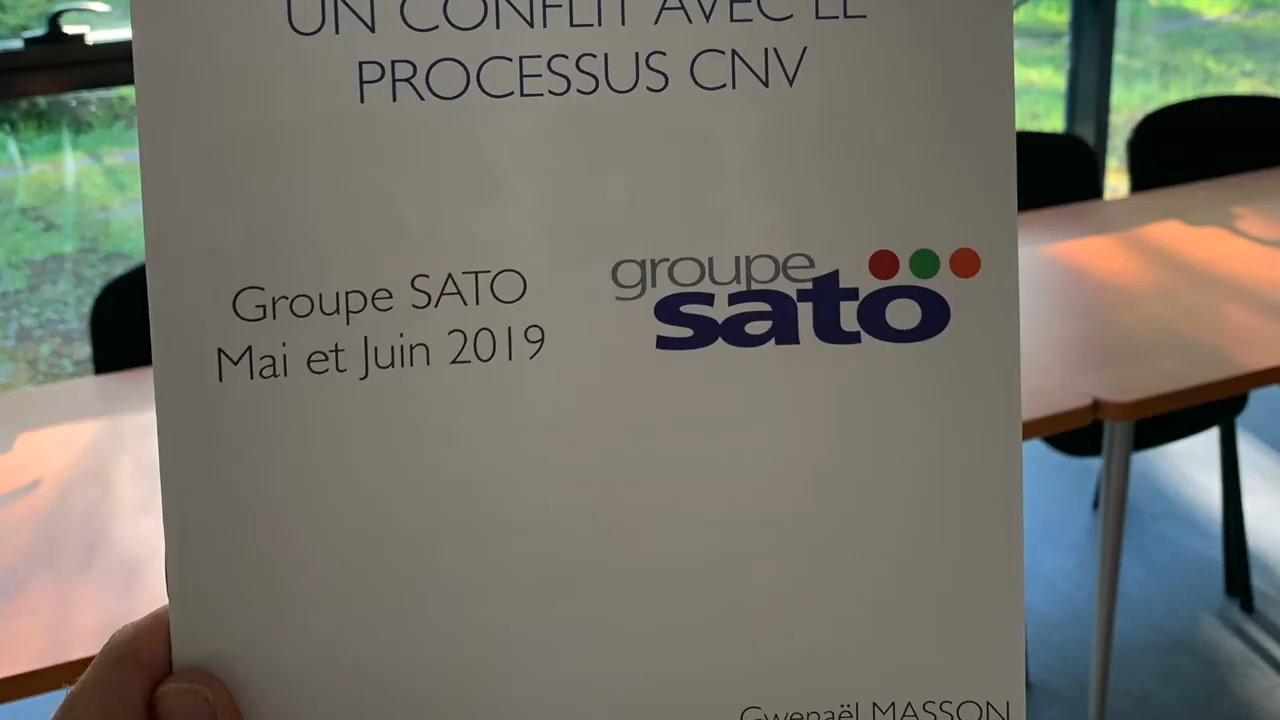 UN CONFLIT AVEC LE
PROCESSUS CNV
Groupe SATO
Mai et Juin 2019
groupe
sato
Gwenaël MASSON